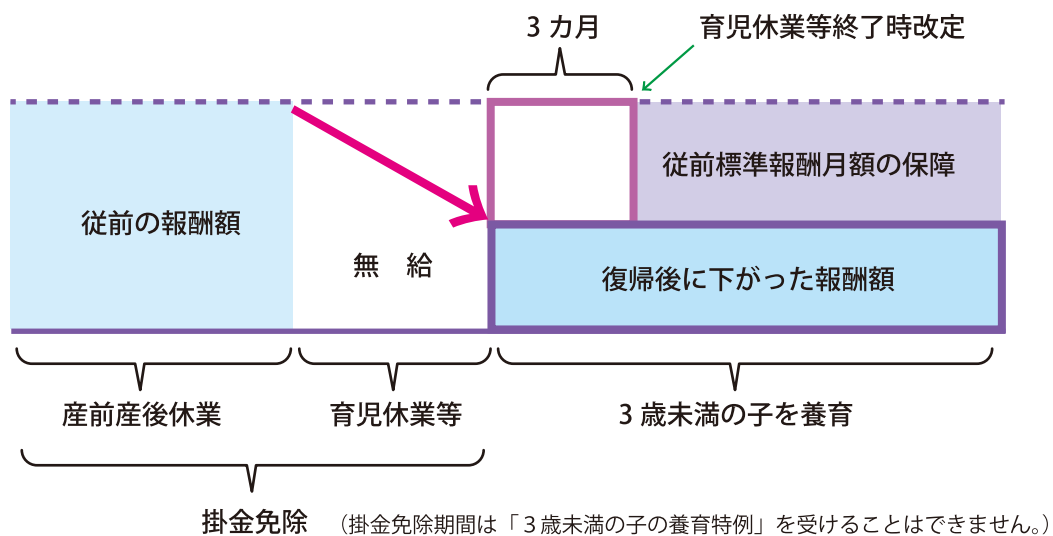 3カ月
育児休業等終了時改定
従前標準報酬月額の保障
従前の報酬額
無　給
復帰後に下がった報酬額
産前産後休業
育児休業等
3歳未満の子を養育
掛金免除
（掛金免除期間は「3歳未満の子の養育特例」を受けることはできません。）